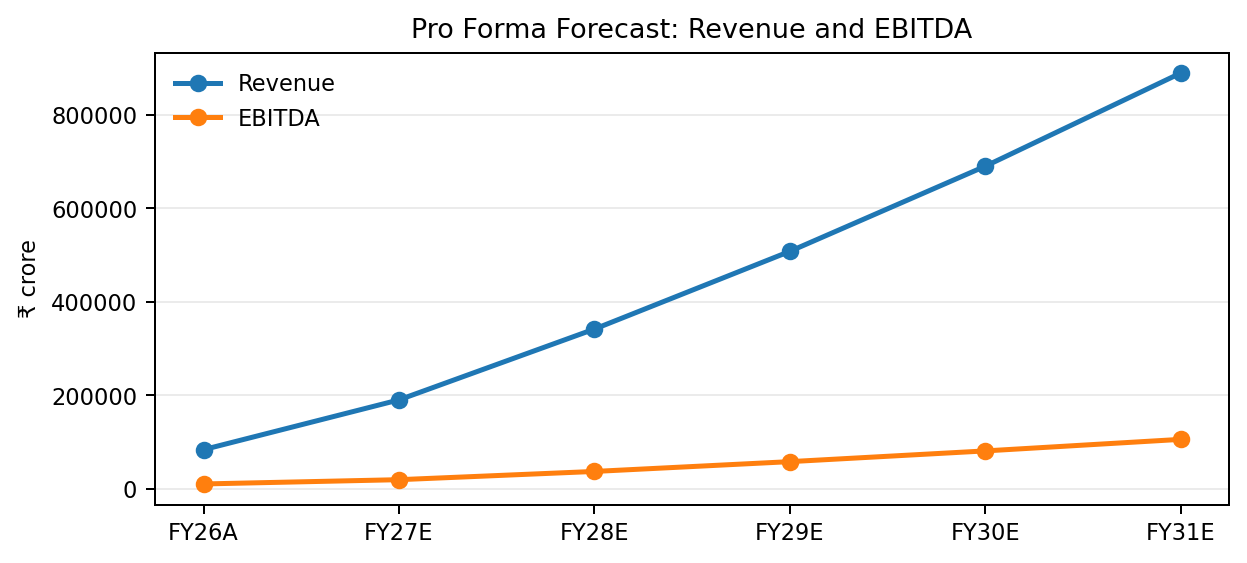 Pro Forma Forecast: Revenue and EBITDA
Revenue
EBITDA
₹ crore
800000
600000
400000
200000
0
FY26A FY27E FY28E FY29E FY30E FY31E